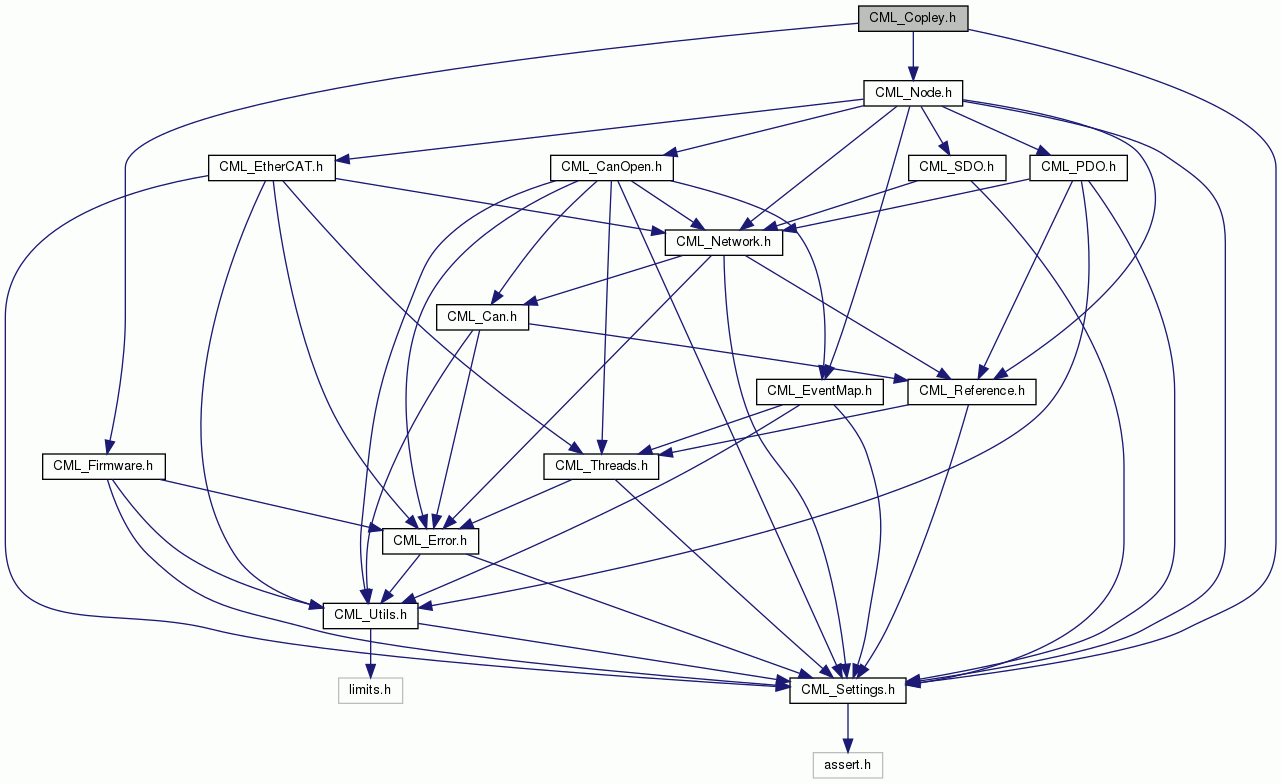 CML_Copley.h
CML_Node.h
CML_EtherCAT.h
CML_CanOpen.h
CML_SDO.h
CML_PDO.h
CML_Network.h
CML_Can.h
CML_EventMap.h
CML_Reference.h
CML_Firmware.h
CML_Threads.h
CML_Error.h
CML_Utils.h
limits.h
CML_Settings.h
assert.h